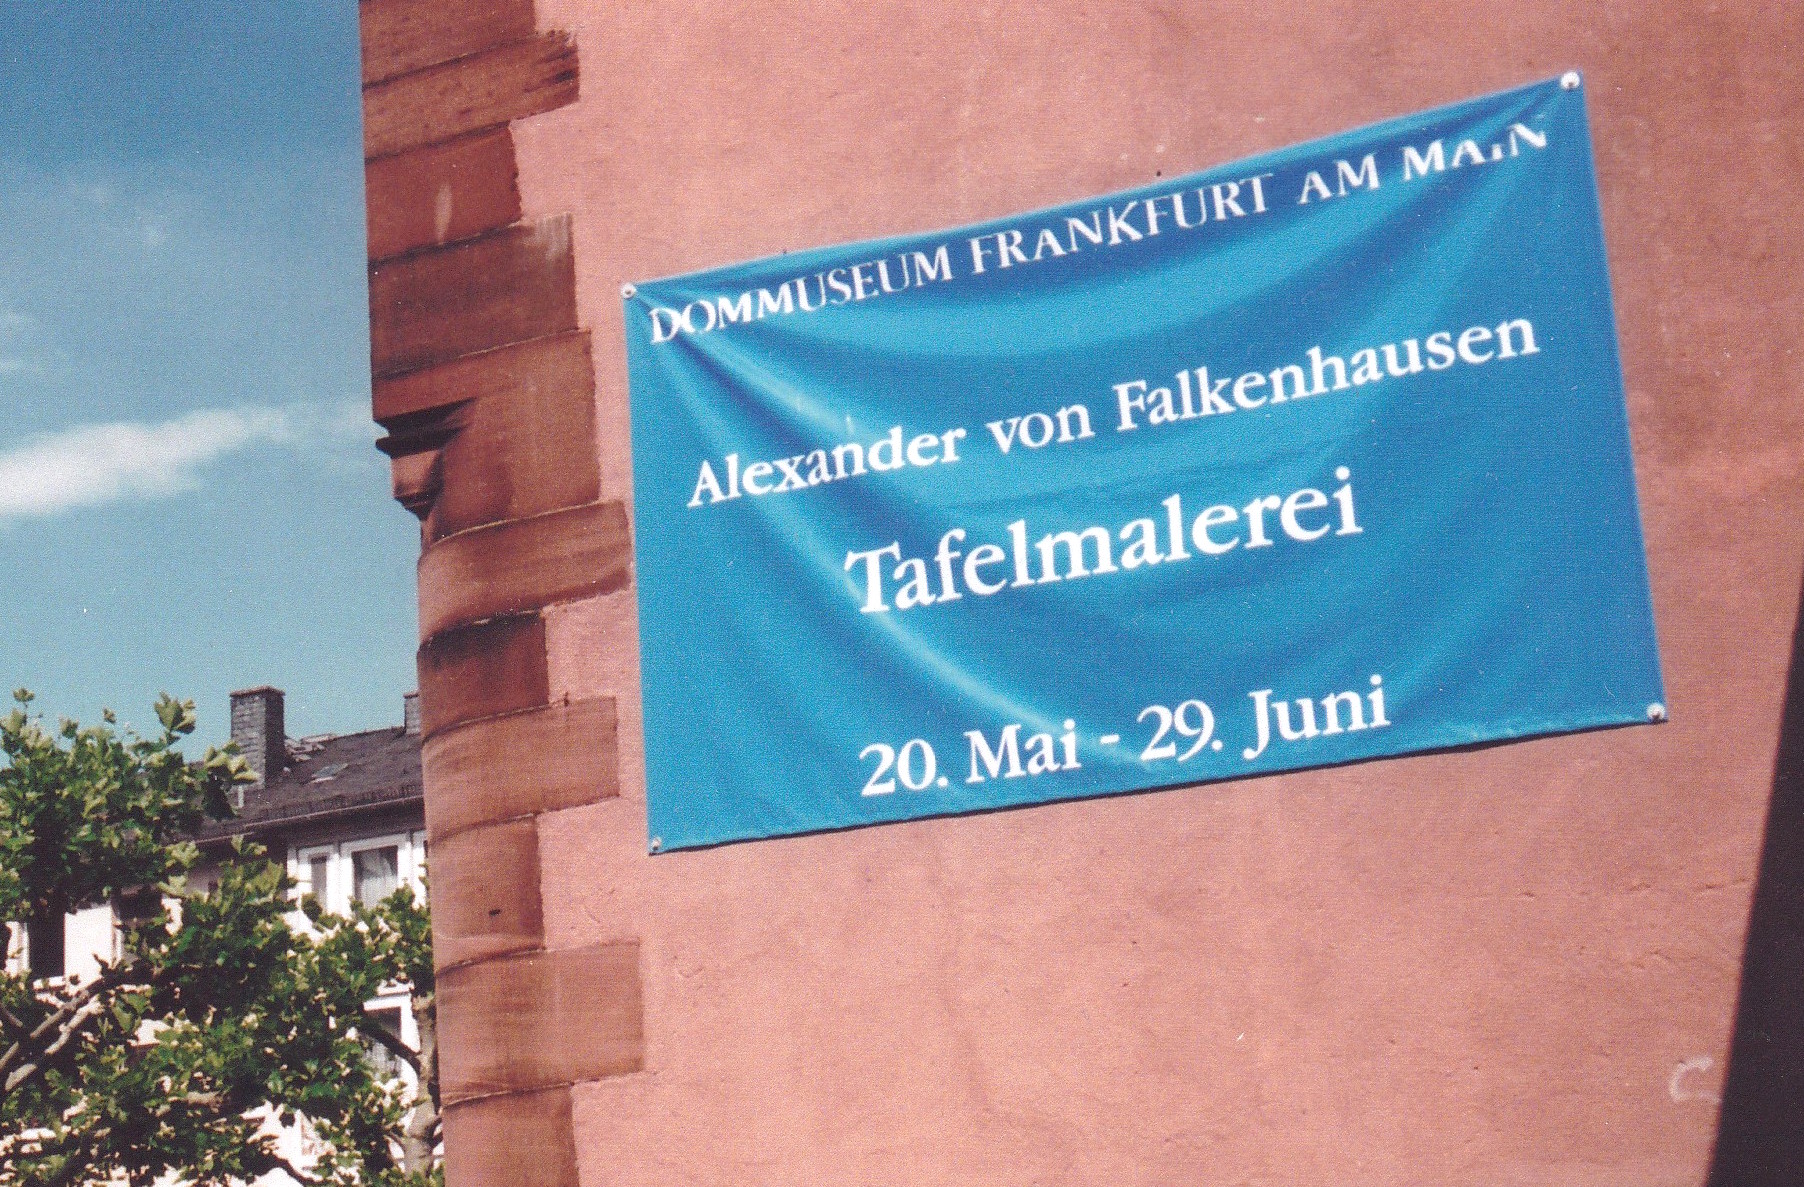 DOMMUSEUM FRANKFURT AM MAIN
Alexander von Falkenhausen
Tafelmalerei
20. Mai - 29. Juni